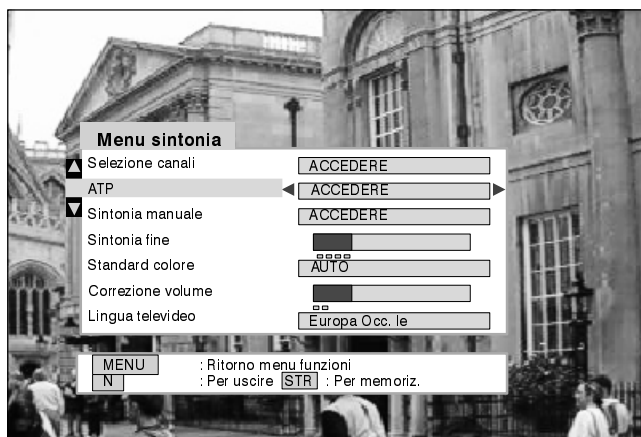 Menu sintonia
Selezione canali ACCEDERE
ATP ACCEDERE
Sintonia manuale ACCEDERE
Sintonia fine
Standard colore AUTO
Correzione volume
Lingua televideo Europa Occ. le
MENU : Ritorno menu funzioni
N : Per uscire STR : Per memoriz.